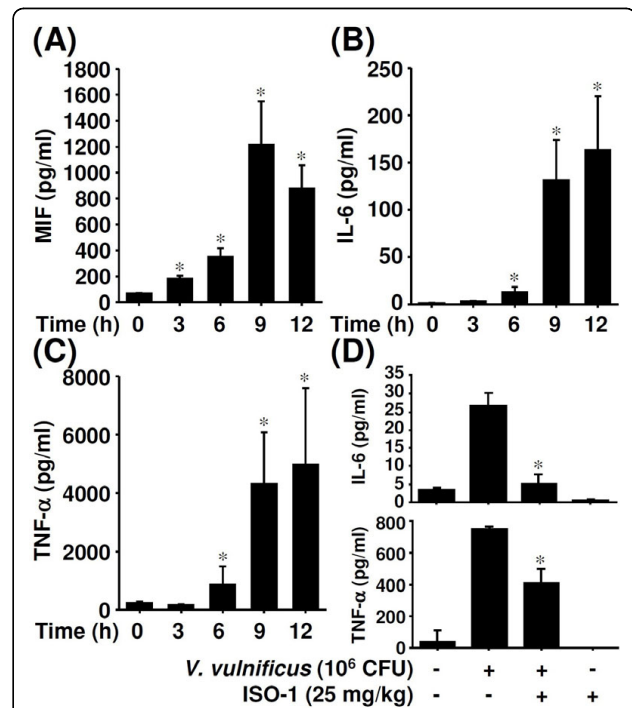 (A)
1800
1600
1400
1200
1000
800
600
400
200
0
MIF (pg/ml)
* * * *
Time (h) 0 3 6 9 12
(B)
250
200
150
100
50
0
IL-6 (pg/ml)
* * *
Time (h) 0 3 6 9 12
(C)
8000
6000
4000
2000
0
TNF-α (pg/ml)
* * *
Time (h) 0 3 6 9 12
(D)
35
30
25
20
15
10
5
0
IL-6 (pg/ml)
*
800
600
400
200
0
TNF-α (pg/ml)
*
V. vulnificus (10⁶ CFU) - + + -
ISO-1 (25 mg/kg) - - + +